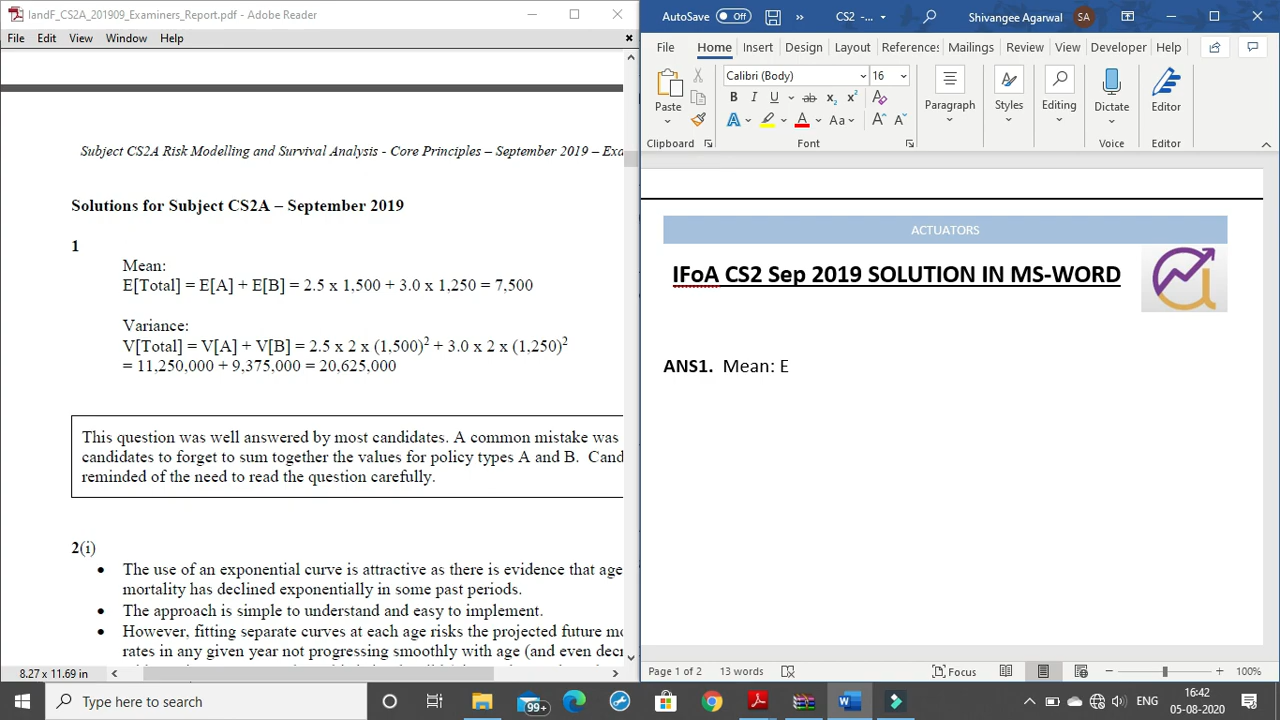 IandF_CS2A_201909_Examiners_Report.pdf - Adobe Reader
File Edit View Window Help
Subject CS2A Risk Modelling and Survival Analysis - Core Principles – September 2019 – Exa
Solutions for Subject CS2A – September 2019
1
Mean:
E[Total] = E[A] + E[B] = 2.5 x 1,500 + 3.0 x 1,250 = 7,500
Variance:
V[Total] = V[A] + V[B] = 2.5 x 2 x (1,500)² + 3.0 x 2 x (1,250)²
= 11,250,000 + 9,375,000 = 20,625,000
This question was well answered by most candidates. A common mistake was
candidates to forget to sum together the values for policy types A and B. Cand
reminded of the need to read the question carefully.
2(i)
• The use of an exponential curve is attractive as there is evidence that age
mortality has declined exponentially in some past periods.
• The approach is simple to understand and easy to implement.
• However, fitting separate curves at each age risks the projected future mo
rates in any given year not progressing smoothly with age (and even decr
8.27 x 11.69 in
AutoSave Off CS2 -... Shivangee Agarwal SA
File Home Insert Design Layout References Mailings Review View Developer Help
Calibri (Body) 16
Paste Paragraph Styles Editing Dictate Editor
Clipboard Font Voice Editor
ACTUATORS
IFoA CS2 Sep 2019 SOLUTION IN MS-WORD
ANS1. Mean: E
Page 1 of 2 13 words Focus 100%
Type here to search 99+ ENG 16:42
05-08-2020